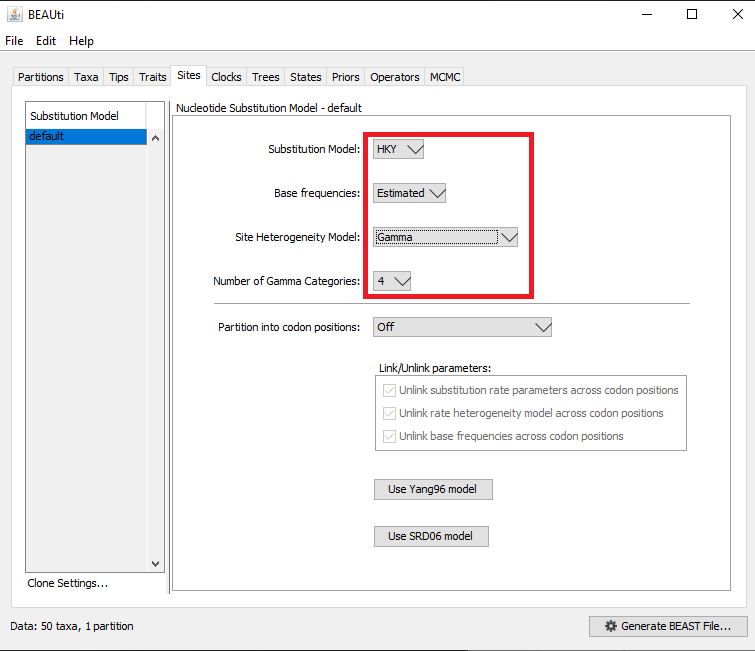 BEAUti
File Edit Help
Partitions Taxa Tips Traits Sites Clocks Trees States Priors Operators MCMC
Substitution Model
default
Nucleotide Substitution Model - default
Substitution Model: HKY
Base frequencies: Estimated
Site Heterogeneity Model: Gamma
Number of Gamma Categories: 4
Partition into codon positions: Off
Link/Unlink parameters:
Unlink substitution rate parameters across codon positions
Unlink rate heterogeneity model across codon positions
Unlink base frequencies across codon positions
Use Yang96 model
Use SRD06 model
Clone Settings...
Data: 50 taxa, 1 partition
Generate BEAST File...